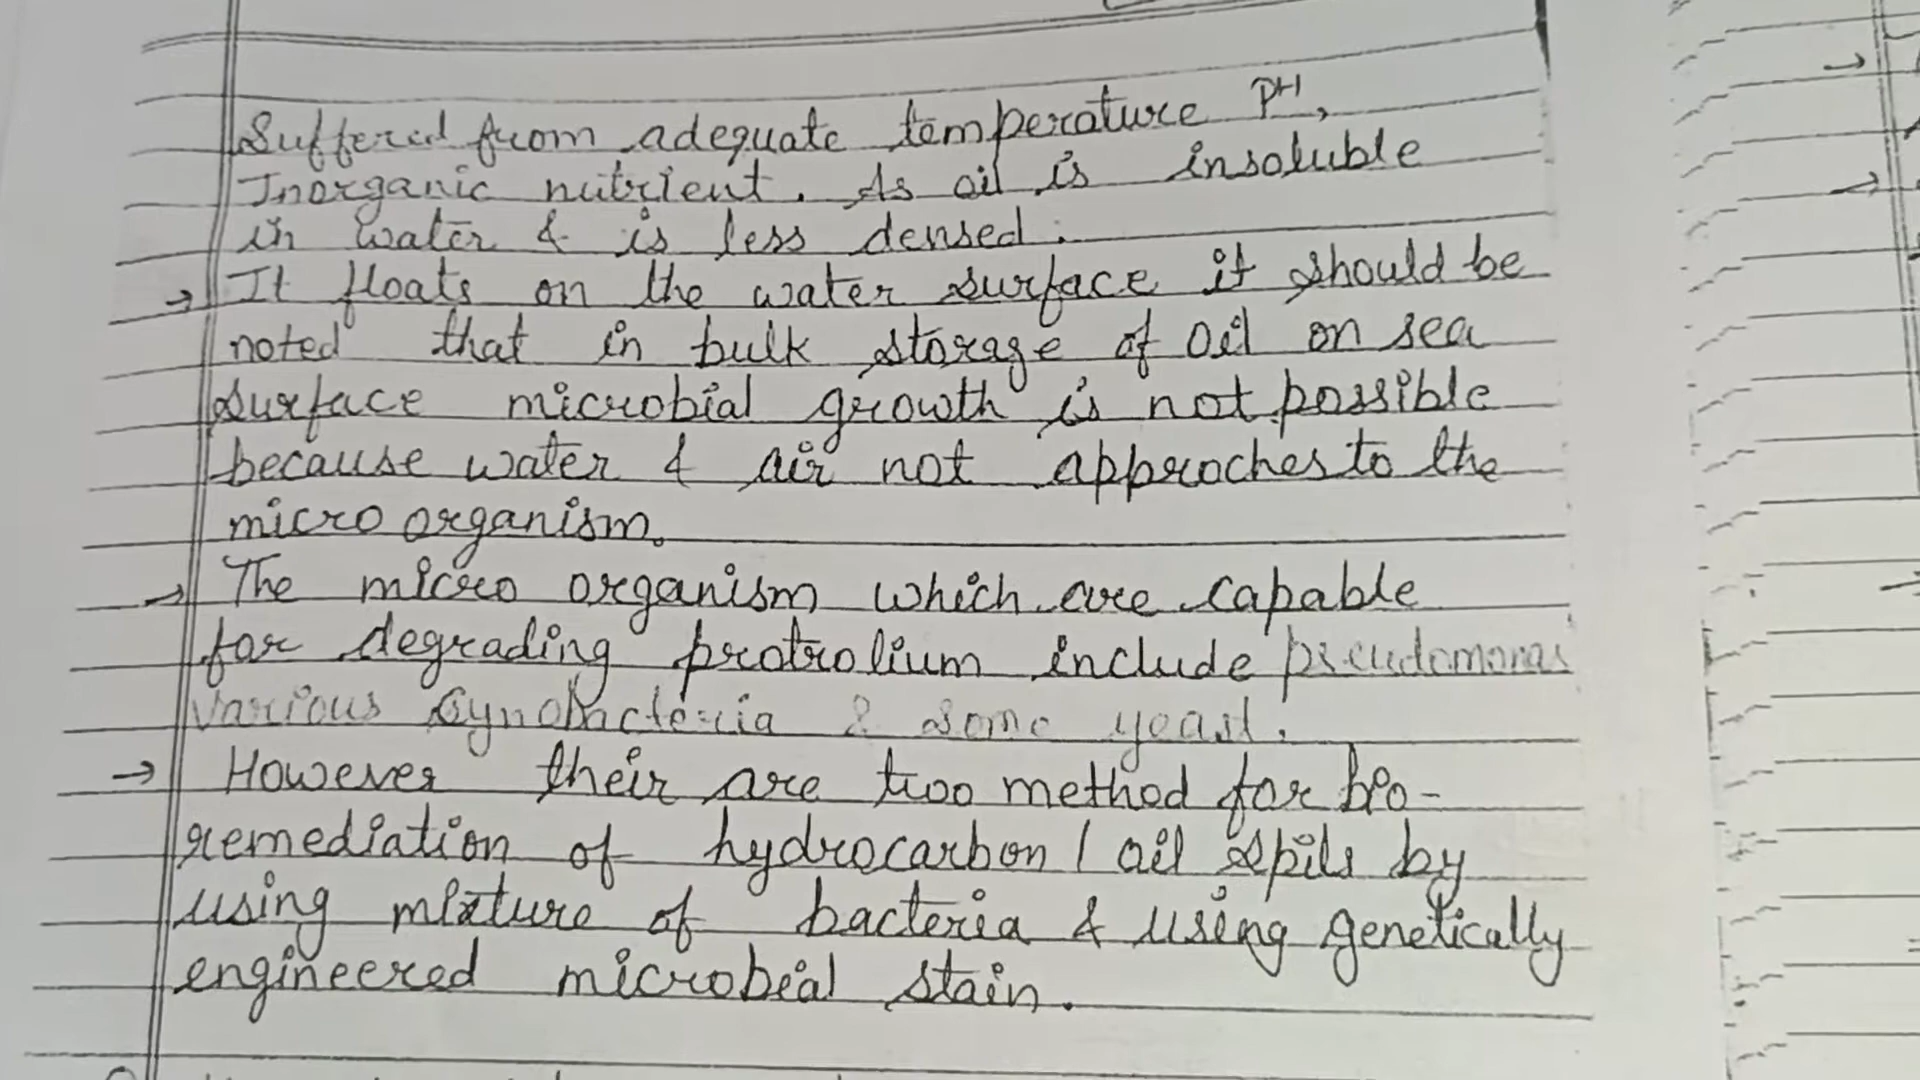 Suffered from adequate temperature PH,
Inorganic nutrient. As oil is insoluble
in water & is less densed.
→ It floats on the water surface it should be
noted that in bulk storage of oil on sea
surface microbial growth is not possible
because water & air not approches to the
micro organism.
→ The micro organism which are capable
for degrading protrolium include pseudomonas
various cynobacteria & some yeast.
→ However their are two method for bio-
remediation of hydrocarbon / oil spils by
using mixture of bacteria & using genetically
engineered microbial stain.